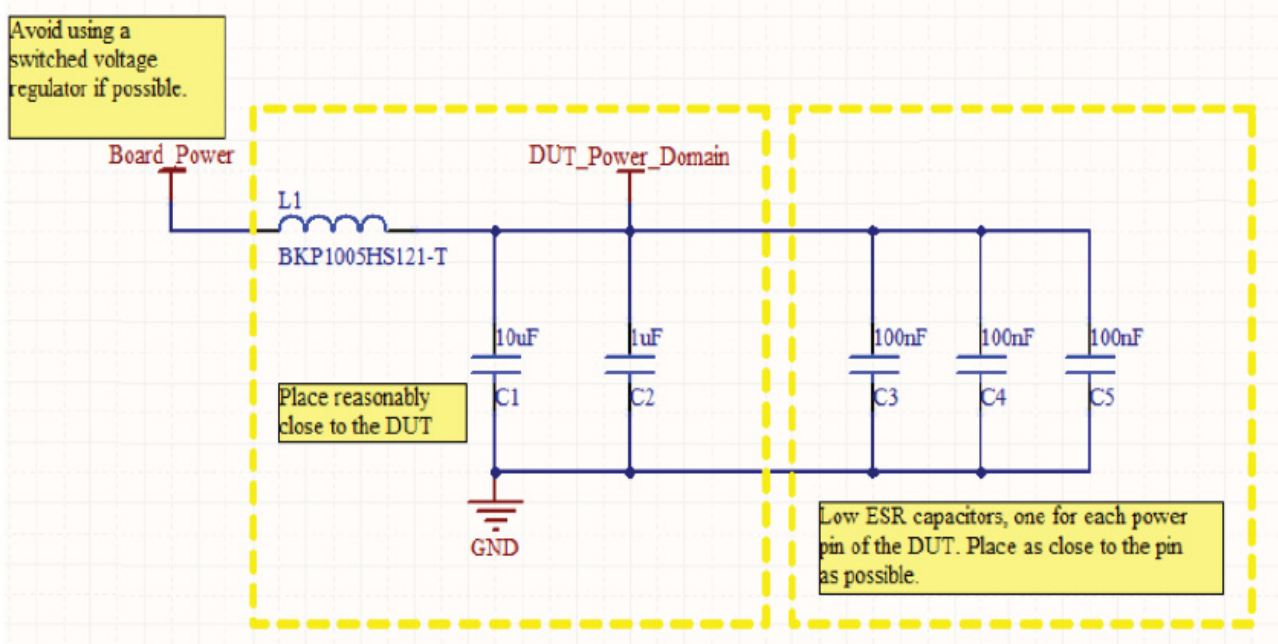 Avoid using a
switched voltage
regulator if possible.
Board_Power
DUT_Power_Domain
L1
BKP1005HS121-T
10uF
1uF
100nF
100nF
100nF
Place reasonably
close to the DUT
C1
C2
C3
C4
C5
Low ESR capacitors, one for each power
pin of the DUT. Place as close to the pin
as possible.
GND